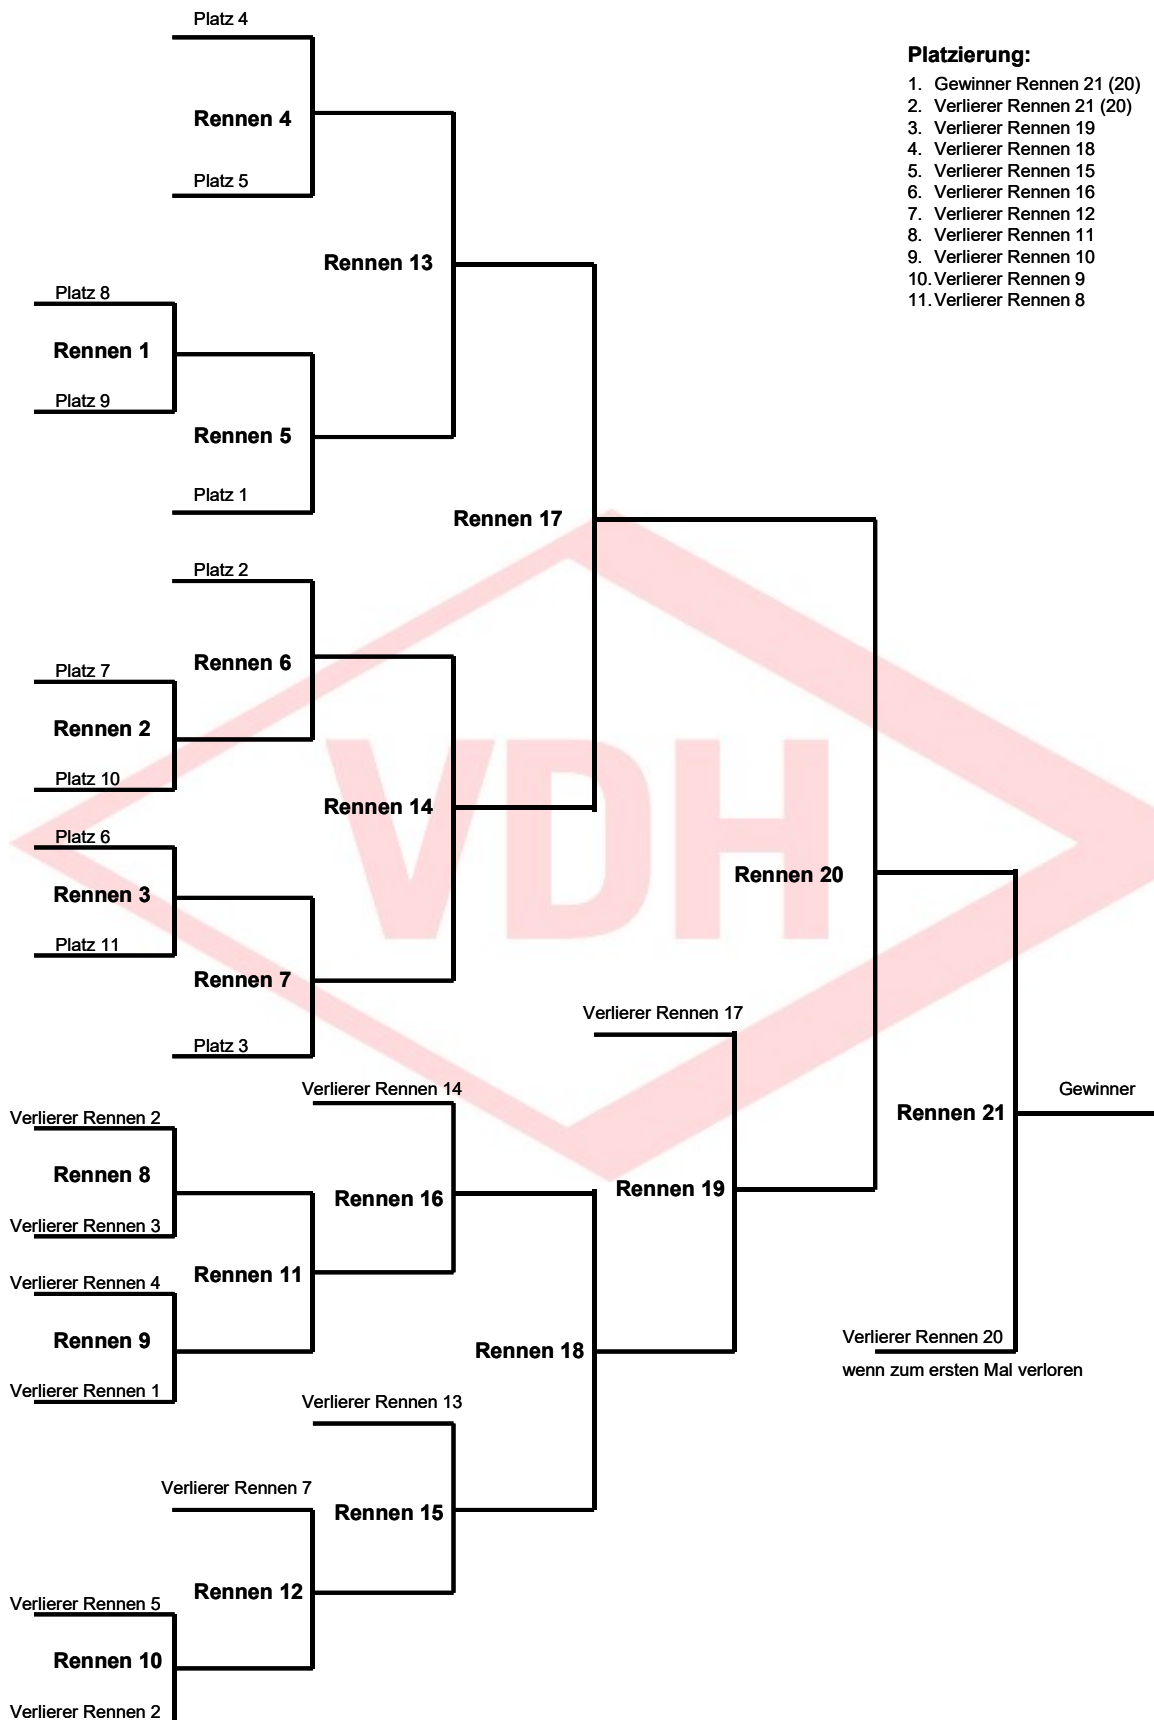 Platz 4
Rennen 4
Platz 5
Rennen 13
Platz 8
Rennen 1
Platz 9
Rennen 5
Platz 1
Rennen 17
Platz 2
Rennen 6
Platz 7
Rennen 2
Platz 10
Rennen 14
Platz 6
Rennen 3
Platz 11
Rennen 7
Platz 3
VDH
Rennen 20
Verlierer Rennen 17
Verlierer Rennen 14
Verlierer Rennen 2
Rennen 8
Verlierer Rennen 3
Rennen 16
Rennen 19
Rennen 21
Gewinner
Verlierer Rennen 4
Rennen 11
Rennen 9
Verlierer Rennen 1
Rennen 18
Verlierer Rennen 20
wenn zum ersten Mal verloren
Verlierer Rennen 13
Verlierer Rennen 7
Rennen 15
Rennen 12
Verlierer Rennen 5
Rennen 10
Verlierer Rennen 2
Platzierung:
1. Gewinner Rennen 21 (20)
2. Verlierer Rennen 21 (20)
3. Verlierer Rennen 19
4. Verlierer Rennen 18
5. Verlierer Rennen 15
6. Verlierer Rennen 16
7. Verlierer Rennen 12
8. Verlierer Rennen 11
9. Verlierer Rennen 10
10. Verlierer Rennen 9
11. Verlierer Rennen 8